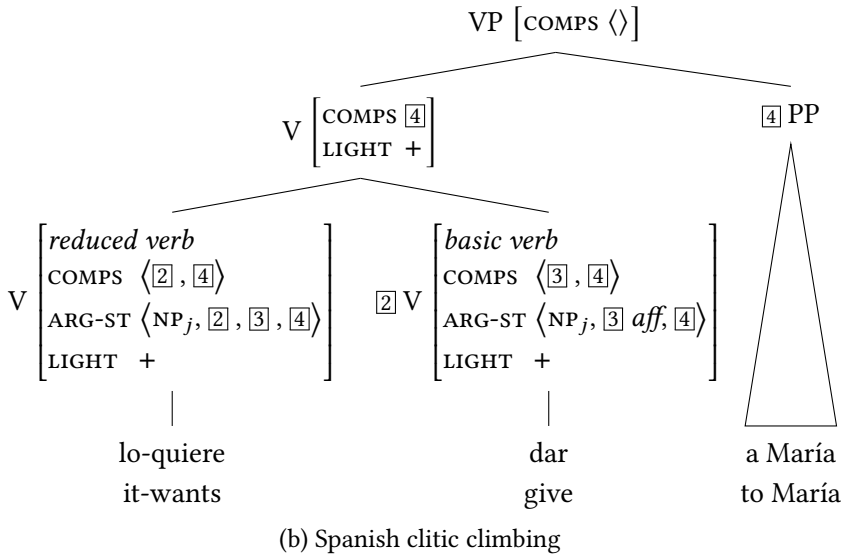 VP [COMPS ⟨⟩]
V [COMPS 4
LIGHT +]
4 PP
V [reduced verb
COMPS ⟨2 , 4⟩
ARG-ST ⟨NPj, 2 , 3 , 4⟩
LIGHT +]
2 V [basic verb
COMPS ⟨3 , 4⟩
ARG-ST ⟨NPj, 3 aff, 4⟩
LIGHT +]
lo-quiere dar a María
it-wants give to María
(b) Spanish clitic climbing